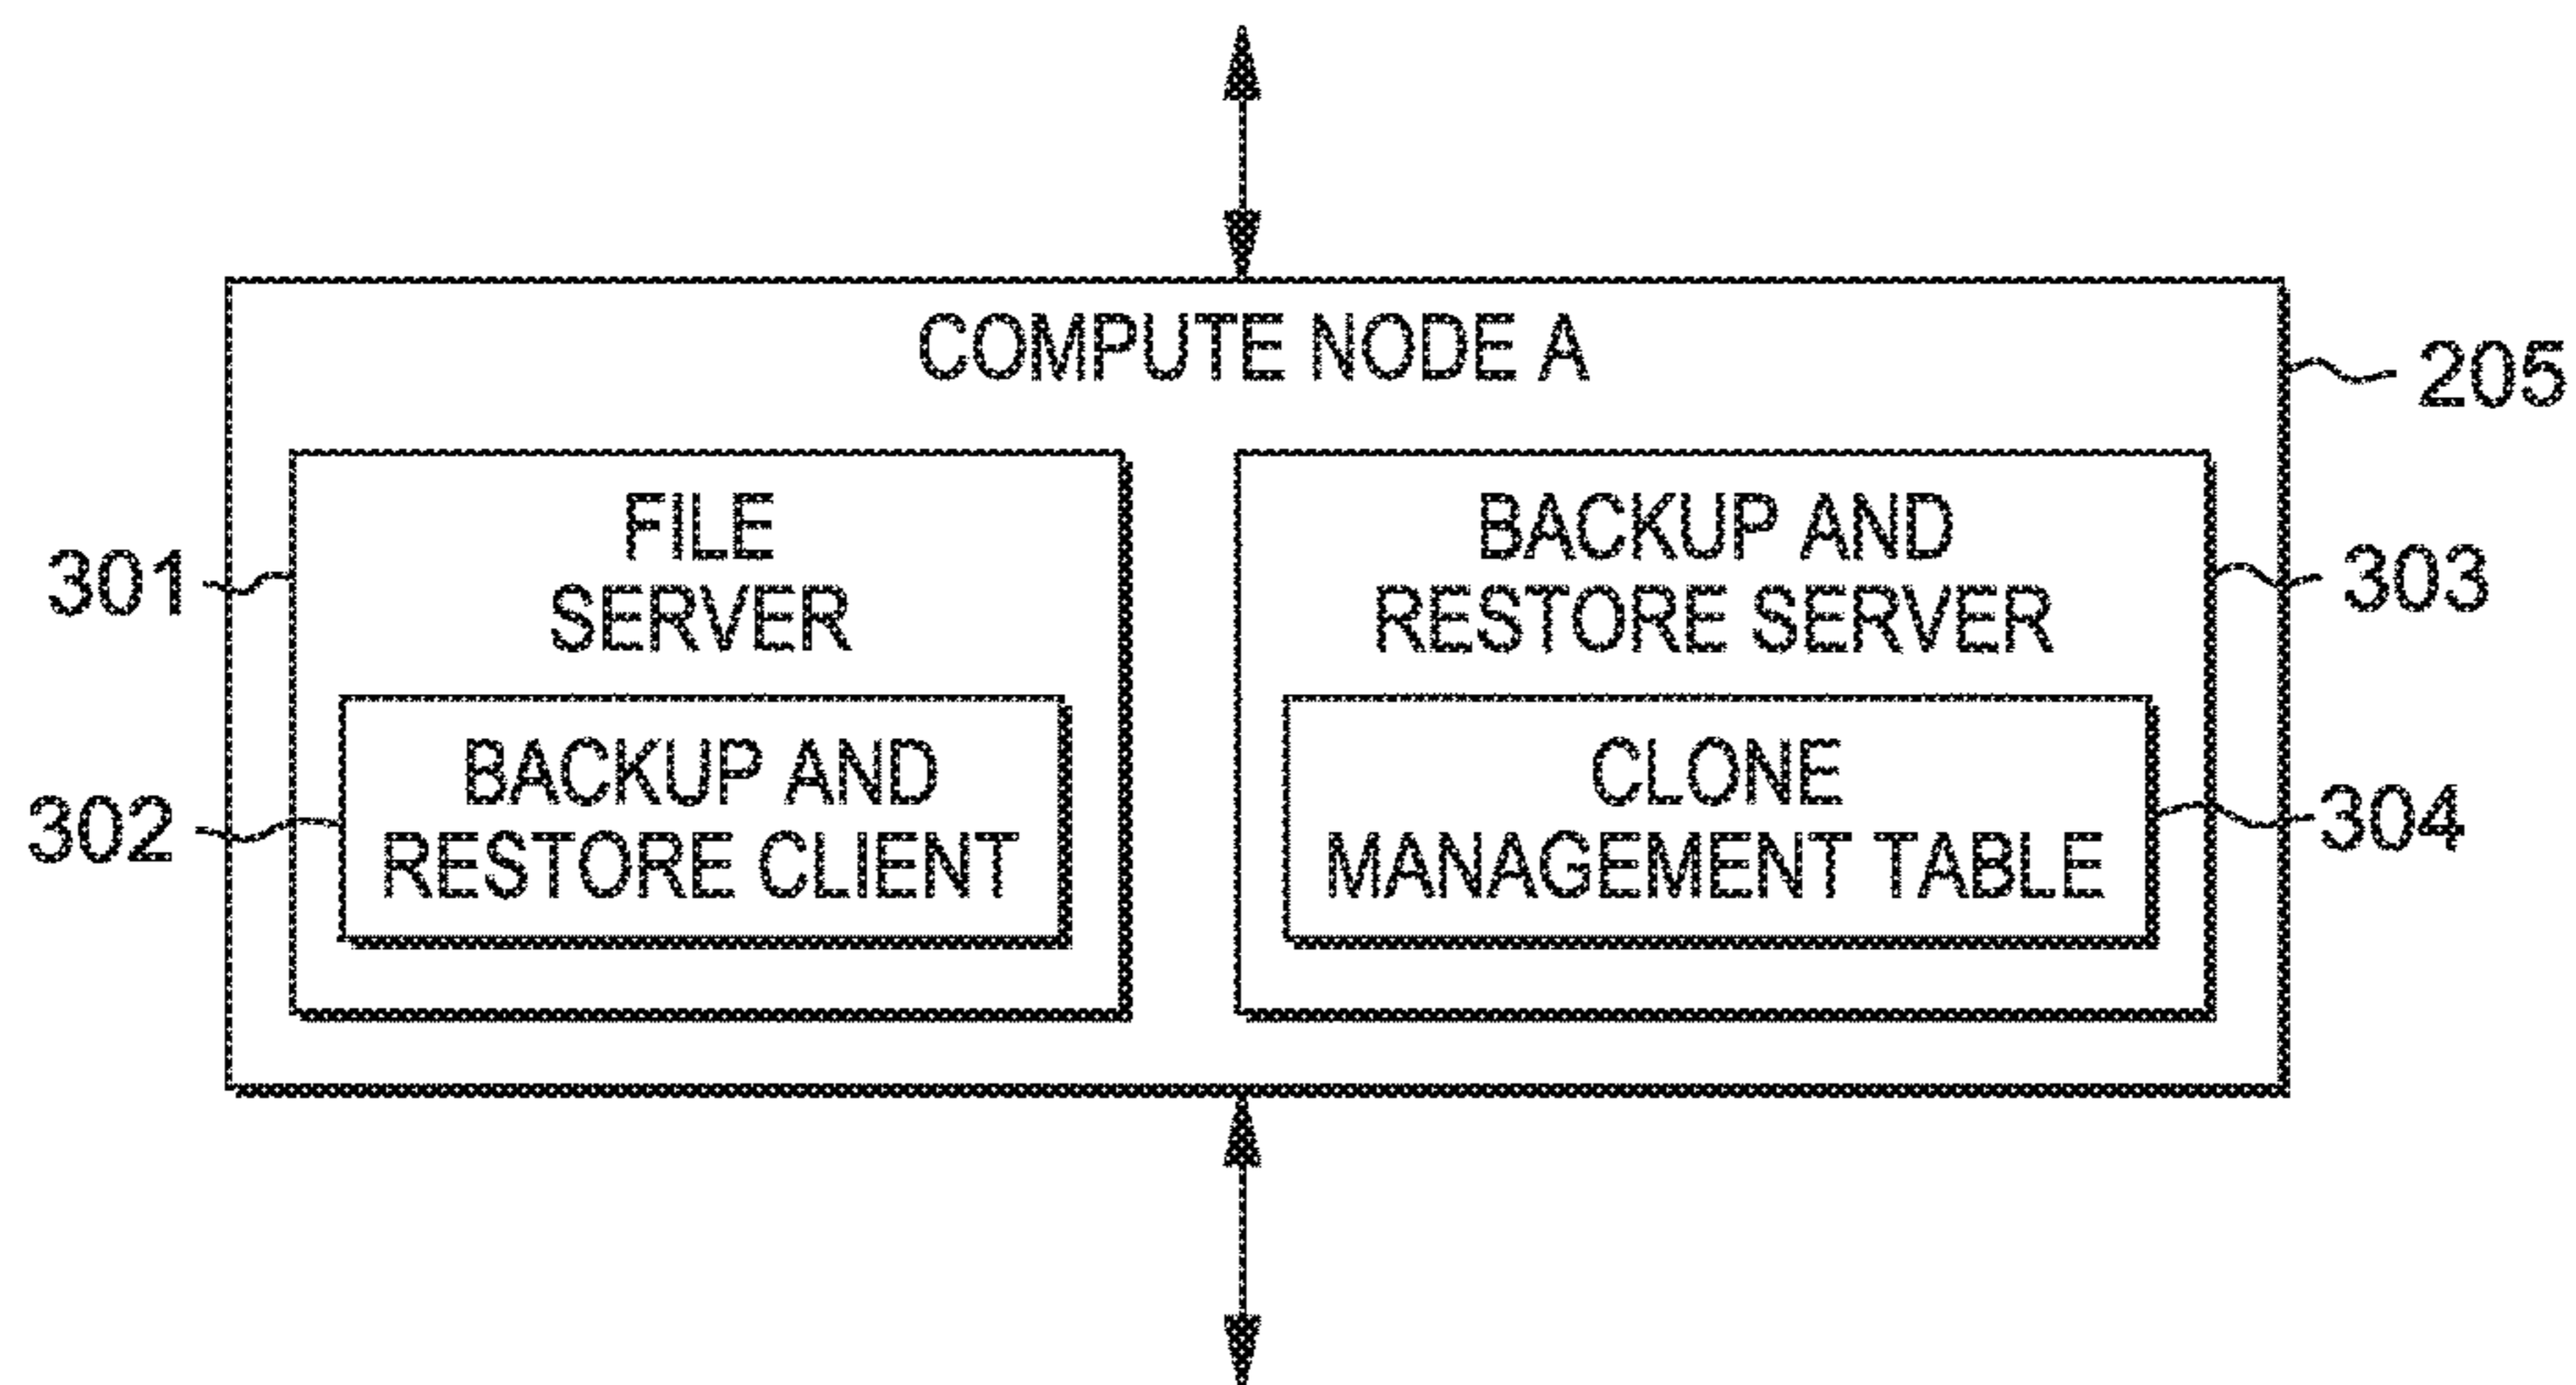 COMPUTE NODE A
205
FILE
SERVER
301
BACKUP AND
RESTORE CLIENT
302
BACKUP AND
RESTORE SERVER
303
CLONE
MANAGEMENT TABLE
304